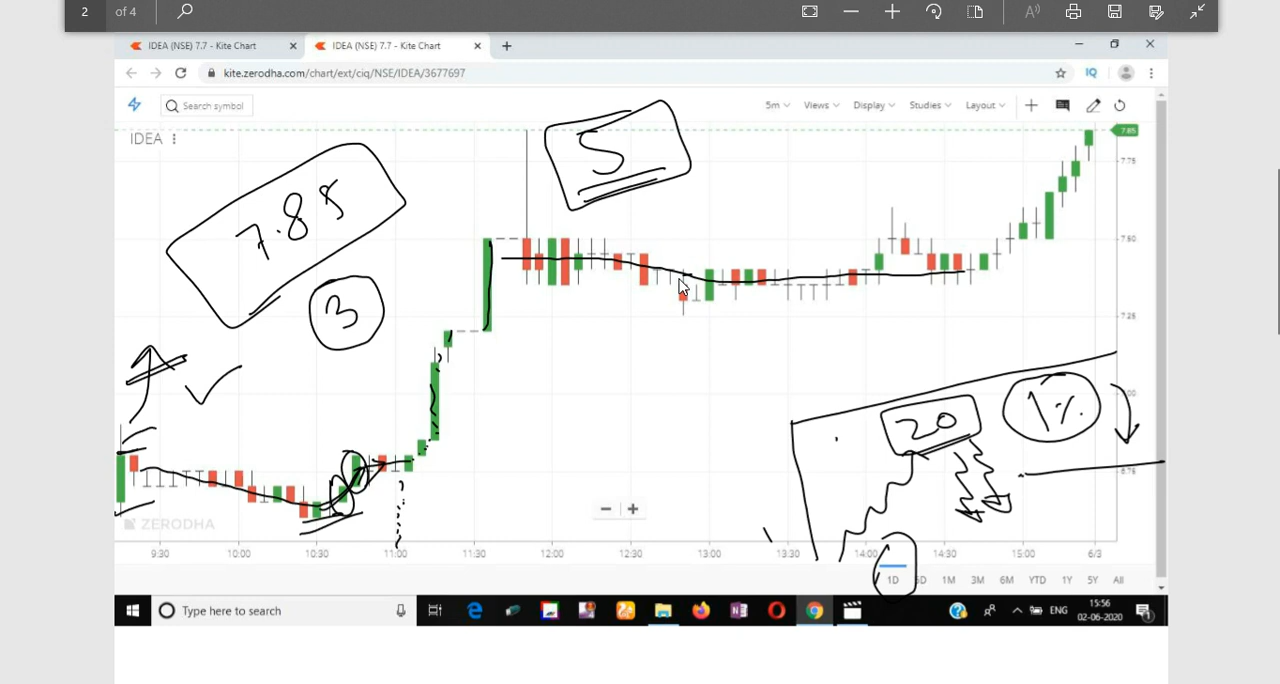 2 of 4
IDEA (NSE) 7.7 - Kite Chart
IDEA (NSE) 7.7 - Kite Chart
kite.zerodha.com/chart/ext/ciq/NSE/IDEA/3677697
IQ
Search symbol
5m Views Display Studies Layout
IDEA
7.85
7.75
5
7.85
7.50
3
7.25
1%
20
.00
6.75
ZERODHA
9:30 10:00 10:30 11:00 11:30 12:00 12:30 13:00 13:30 14:00 14:30 15:00 6/3
1D 5D 1M 3M 6M YTD 1Y 5Y All
Type here to search
ENG
15:56
02-06-2020